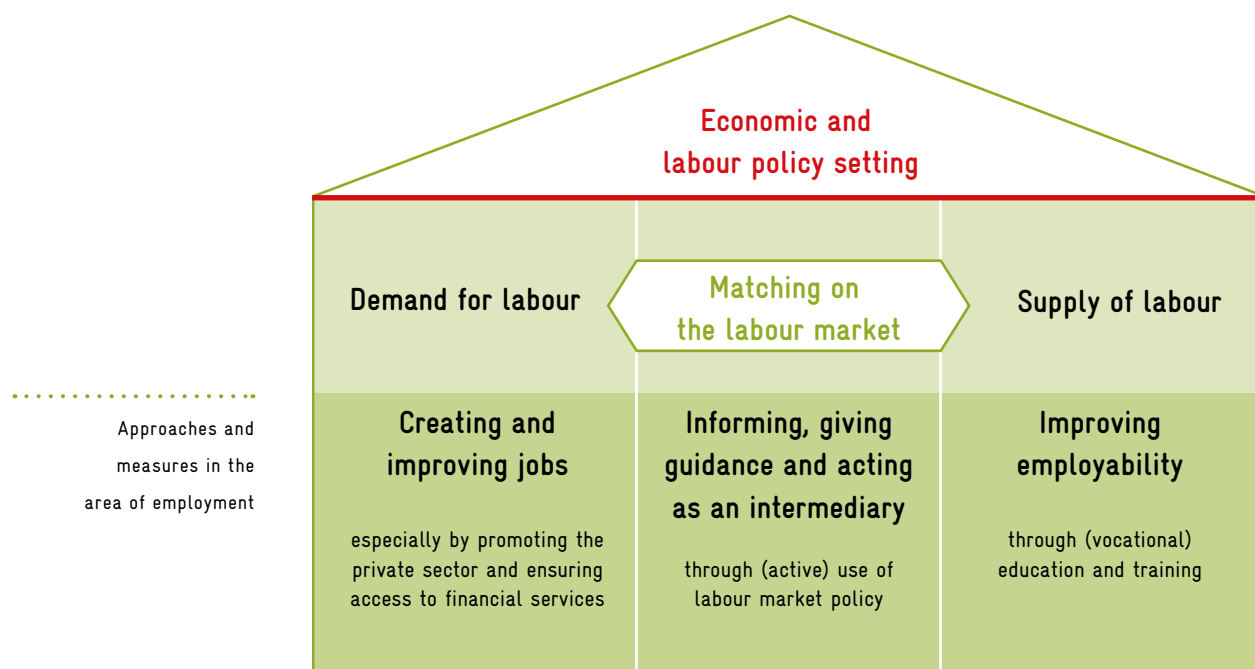 Economic and
labour policy setting
Demand for labour
Matching on
the labour market
Supply of labour
Approaches and
measures in the
area of employment
Creating and
improving jobs
especially by promoting the
private sector and ensuring
access to financial services
Informing, giving
guidance and acting
as an intermediary
through (active) use of
labour market policy
Improving
employability
through (vocational)
education and training